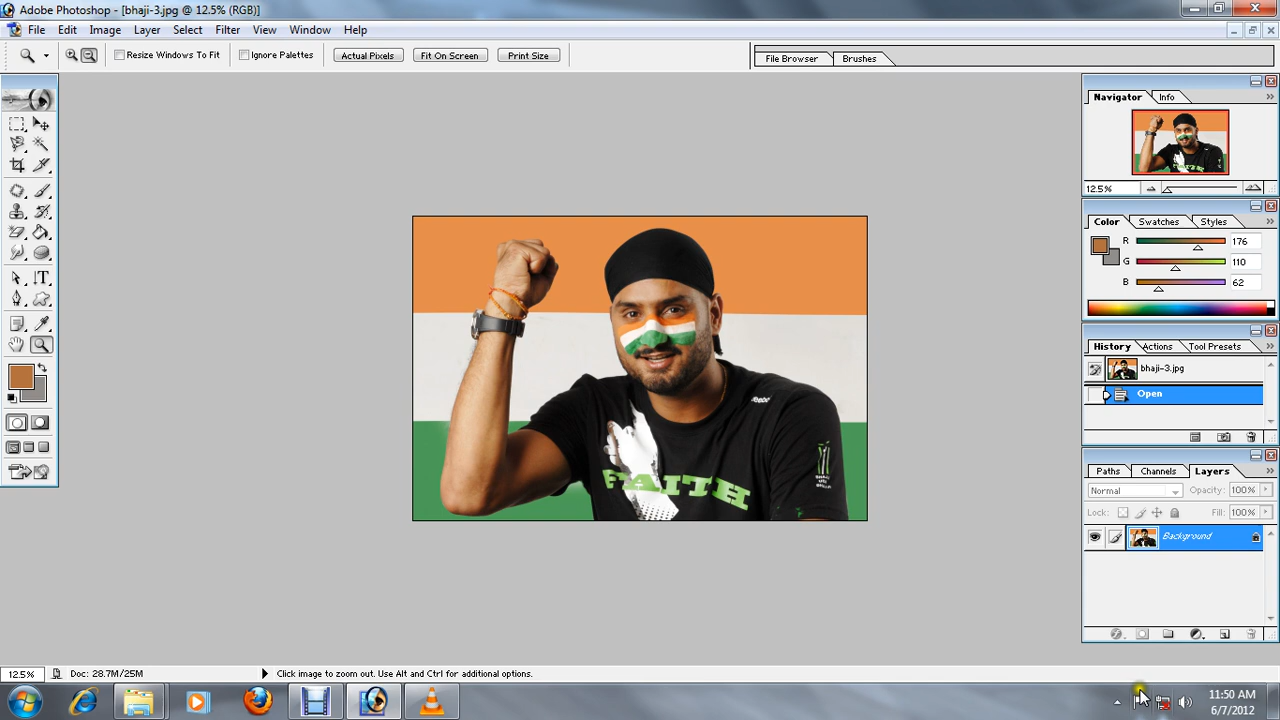 Adobe Photoshop - [bhaji-3.jpg @ 12.5% (RGB)]
File Edit Image Layer Select Filter View Window Help
Resize Windows To Fit Ignore Palettes Actual Pixels Fit On Screen Print Size File Browser Brushes
Navigator Info
12.5%
Color Swatches Styles
R 176
G 110
B 62
History Actions Tool Presets
bhaji-3.jpg
Open
Paths Channels Layers
Normal Opacity: 100%
Lock: Fill: 100%
Background
Reebok
FAITH
12.5% Doc: 28.7M/25M Click image to zoom out. Use Alt and Ctrl for additional options.
11:50 AM
6/7/2012